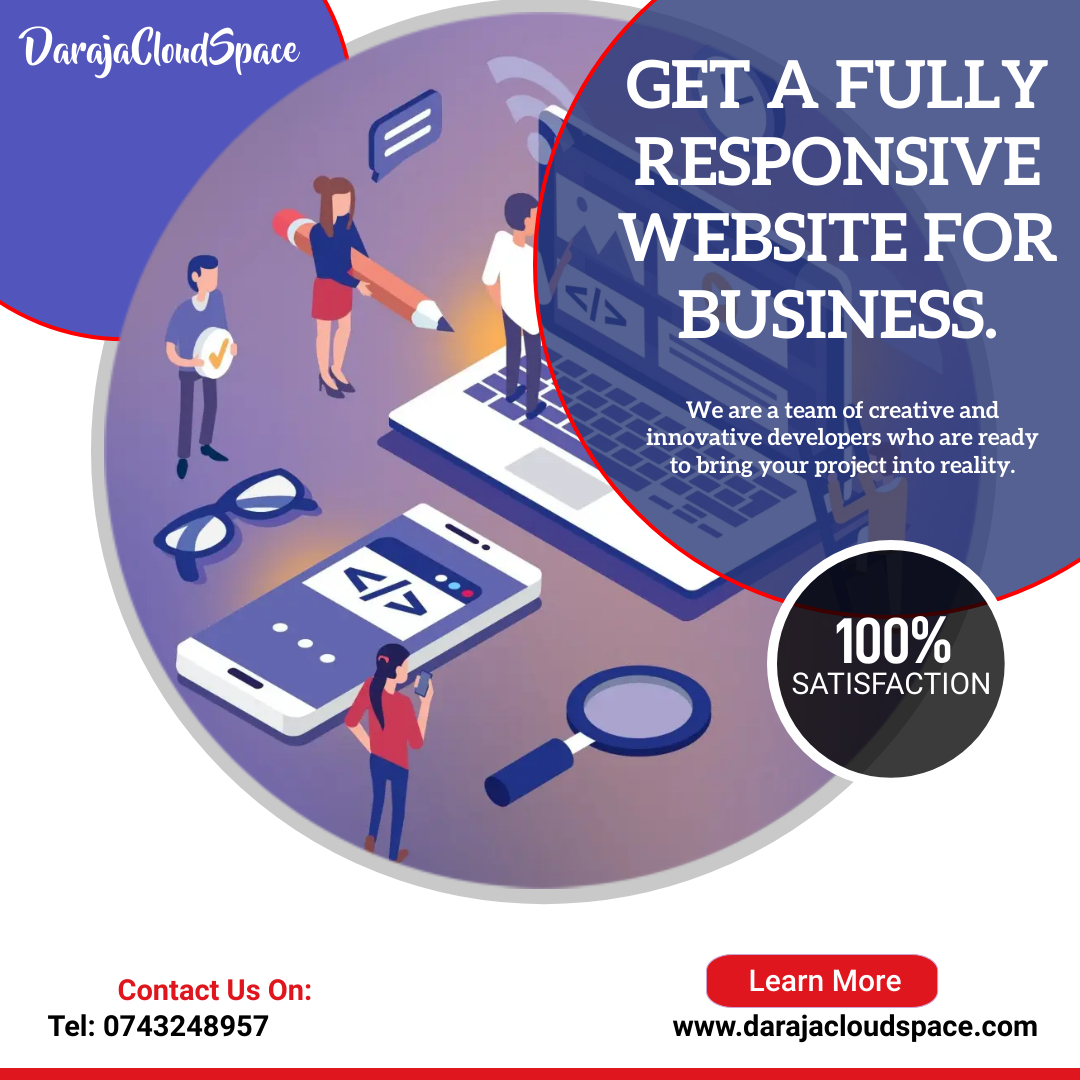 DarajaCloudSpace
GET A FULLY
RESPONSIVE
WEBSITE FOR
BUSINESS.
We are a team of creative and
innovative developers who are ready
to bring your project into reality.
</>
</>
100%
SATISFACTION
Contact Us On:
Tel: 0743248957
Learn More
www.darajacloudspace.com